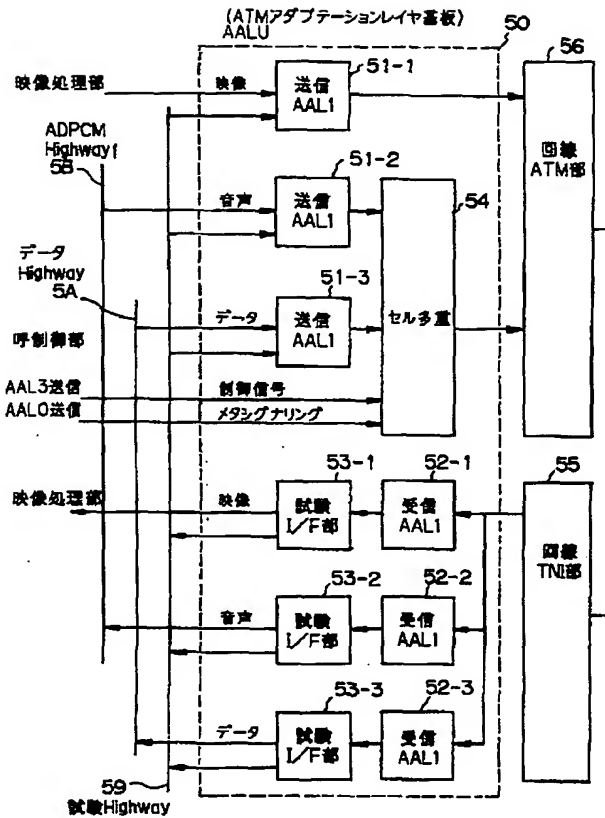 (ATMアダプテーションレイヤ基板)
AALU
50
56
映像処理部
映像
51-1
送信
AAL1
回線
ATM部
ADPCM
Highway
5B
51-2
音声
送信
AAL1
54
セル多重
データ
Highway
5A
51-3
データ
送信
AAL1
呼制御部
AAL3送信
制御信号
AAL0送信
メタシグナリング
53-1
52-1
55
映像処理部
映像
試験
I/F部
受信
AAL1
回線
TNI部
53-2
52-2
音声
試験
I/F部
受信
AAL1
53-3
52-3
データ
試験
I/F部
受信
AAL1
59
試験Highway